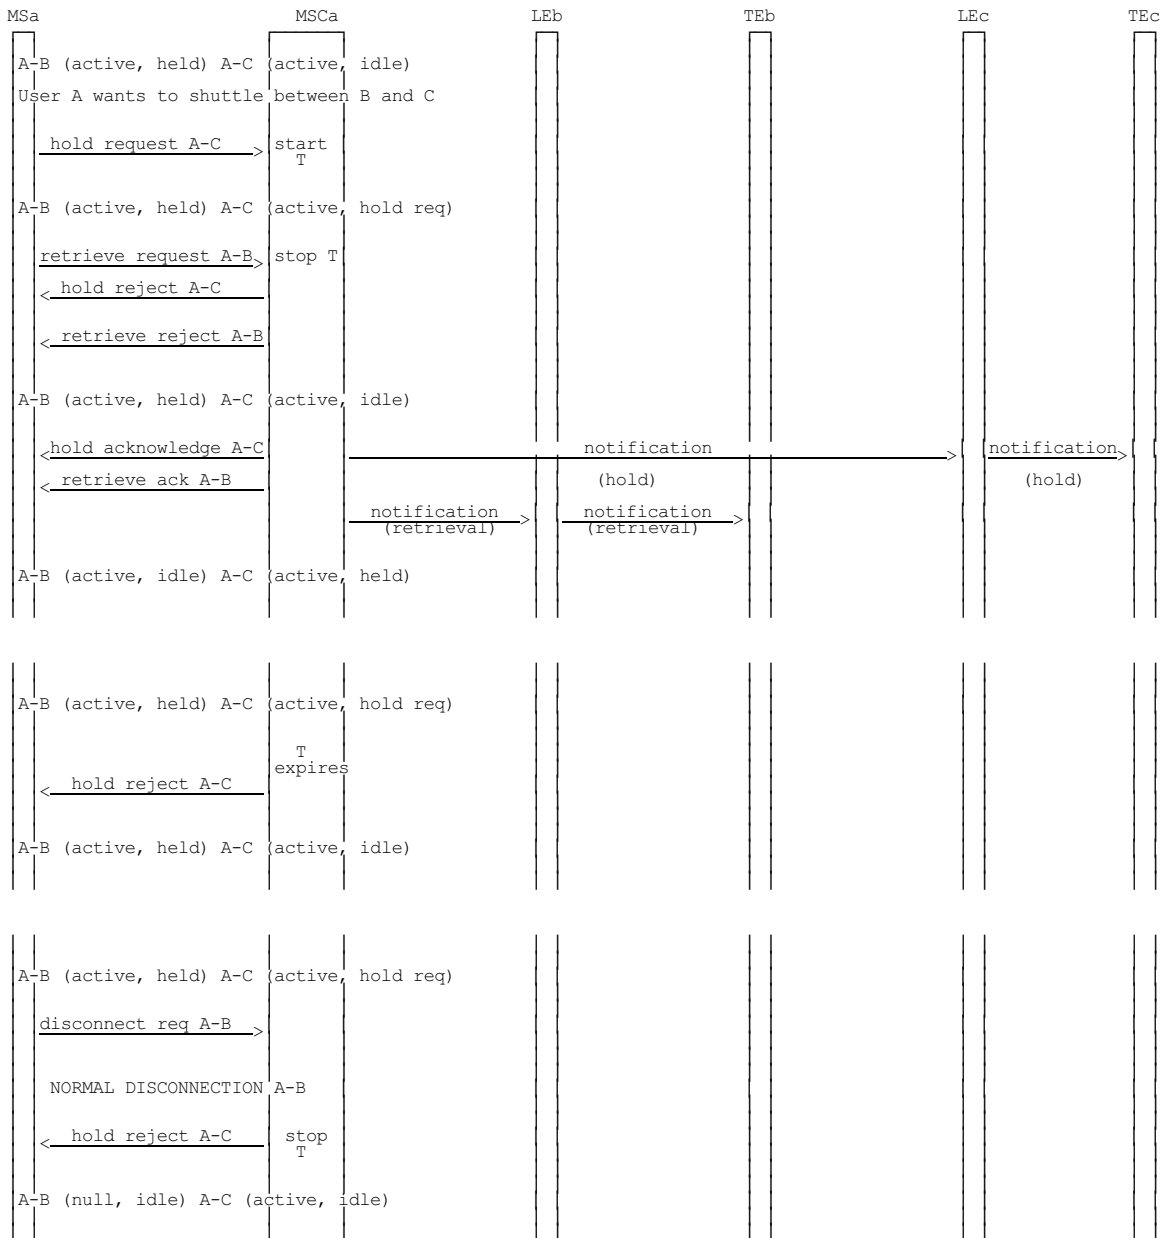 MSa MSCa LEb TEb LEc TEc
A-B (active, held) A-C (active, idle)
User A wants to shuttle between B and C
hold request A-C > start
T
A-B (active, held) A-C (active, hold req)
retrieve request A-B > stop T
< hold reject A-C
< retrieve reject A-B
A-B (active, held) A-C (active, idle)
<hold acknowledge A-C notification > notification >
< retrieve ack A-B (hold) (hold)
notification > notification >
(retrieval) (retrieval)
A-B (active, idle) A-C (active, held)
A-B (active, held) A-C (active, hold req)
T
expires
< hold reject A-C
A-B (active, held) A-C (active, idle)
A-B (active, held) A-C (active, hold req)
disconnect req A-B >
NORMAL DISCONNECTION A-B
< hold reject A-C stop
T
A-B (null, idle) A-C (active, idle)